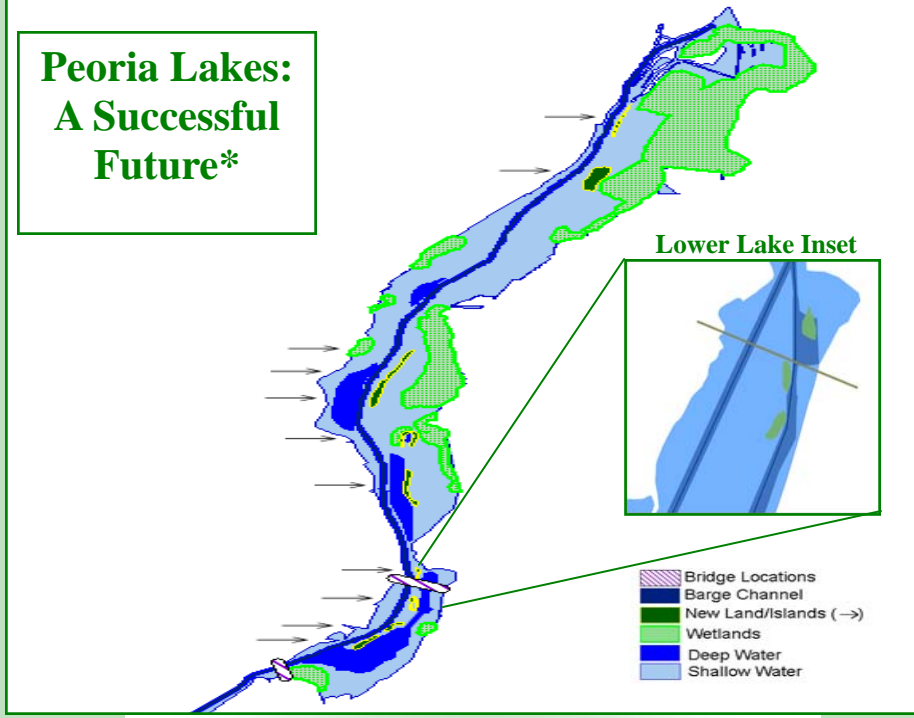 Peoria Lakes:
A Successful
Future*
Lower Lake Inset
Bridge Locations
Barge Channel
New Land/Islands (→)
Wetlands
Deep Water
Shallow Water